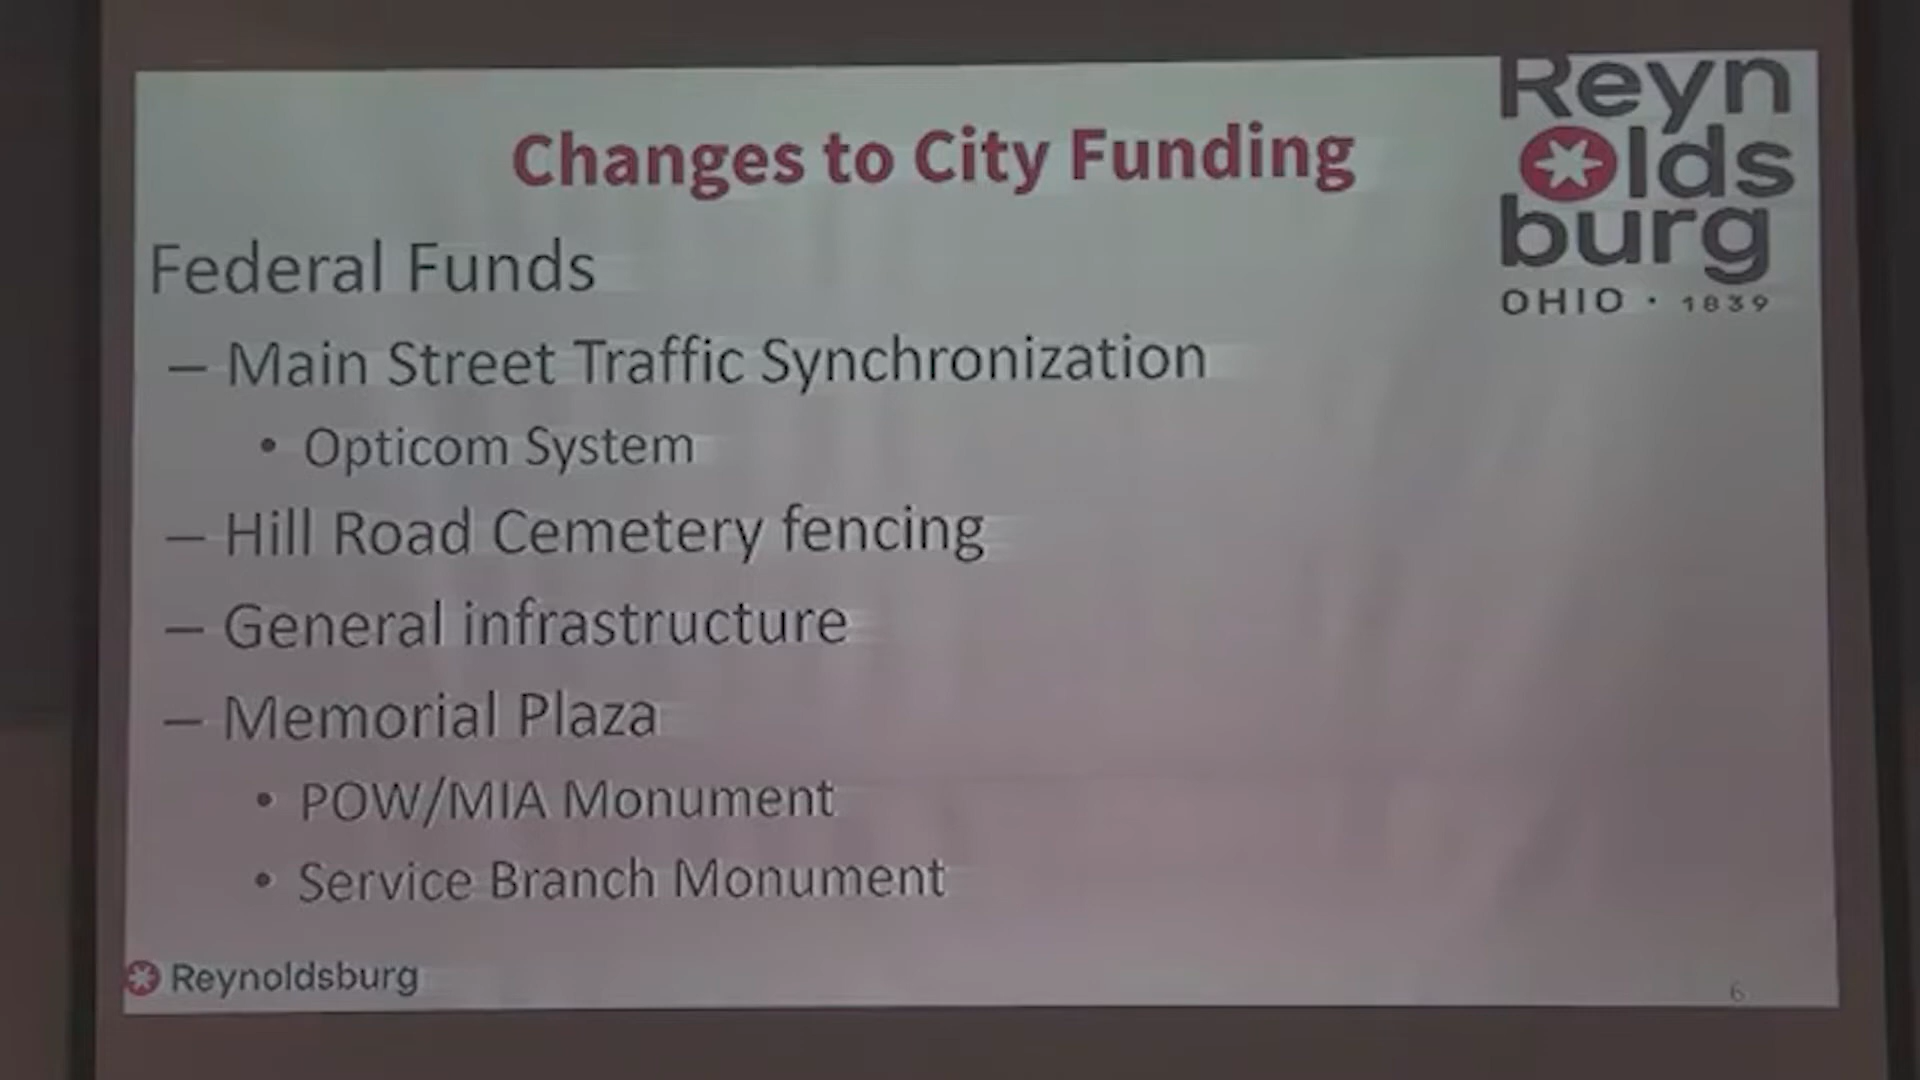 Changes to City Funding
Reyn
olds
burg
OHIO · 1839
Federal Funds
– Main Street Traffic Synchronization
• Opticom System
– Hill Road Cemetery fencing
– General infrastructure
– Memorial Plaza
• POW/MIA Monument
• Service Branch Monument
Reynoldsburg
6